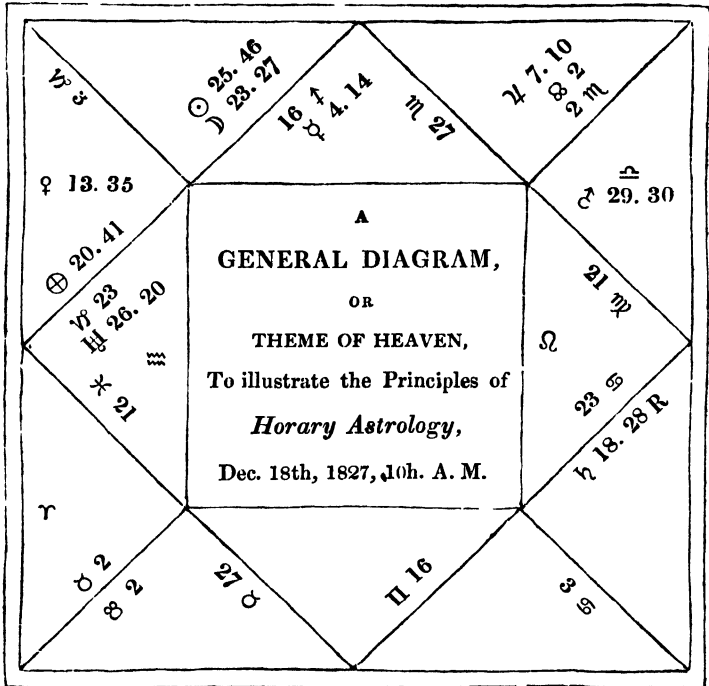 ♑ 3
☉ 25. 46
☽ 23. 27
16 ♐
☿ 4. 14
♏ 27
♃ 7. 10
☊ 2
2 ♏
♀ 13. 35
♎
♂ 29. 30
⊕ 20. 41
♑ 23
♅ 26. 20
♒
♓ 21
A
GENERAL DIAGRAM,
OR
THEME OF HEAVEN,
To illustrate the Principles of
Horary Astrology,
Dec. 18th, 1827, 10h. A. M.
21 ♍
♌
23 ♋
♄ 18. 28 R
♈
♉ 2
☋ 2
27 ♉
♊ 16
3 ♋